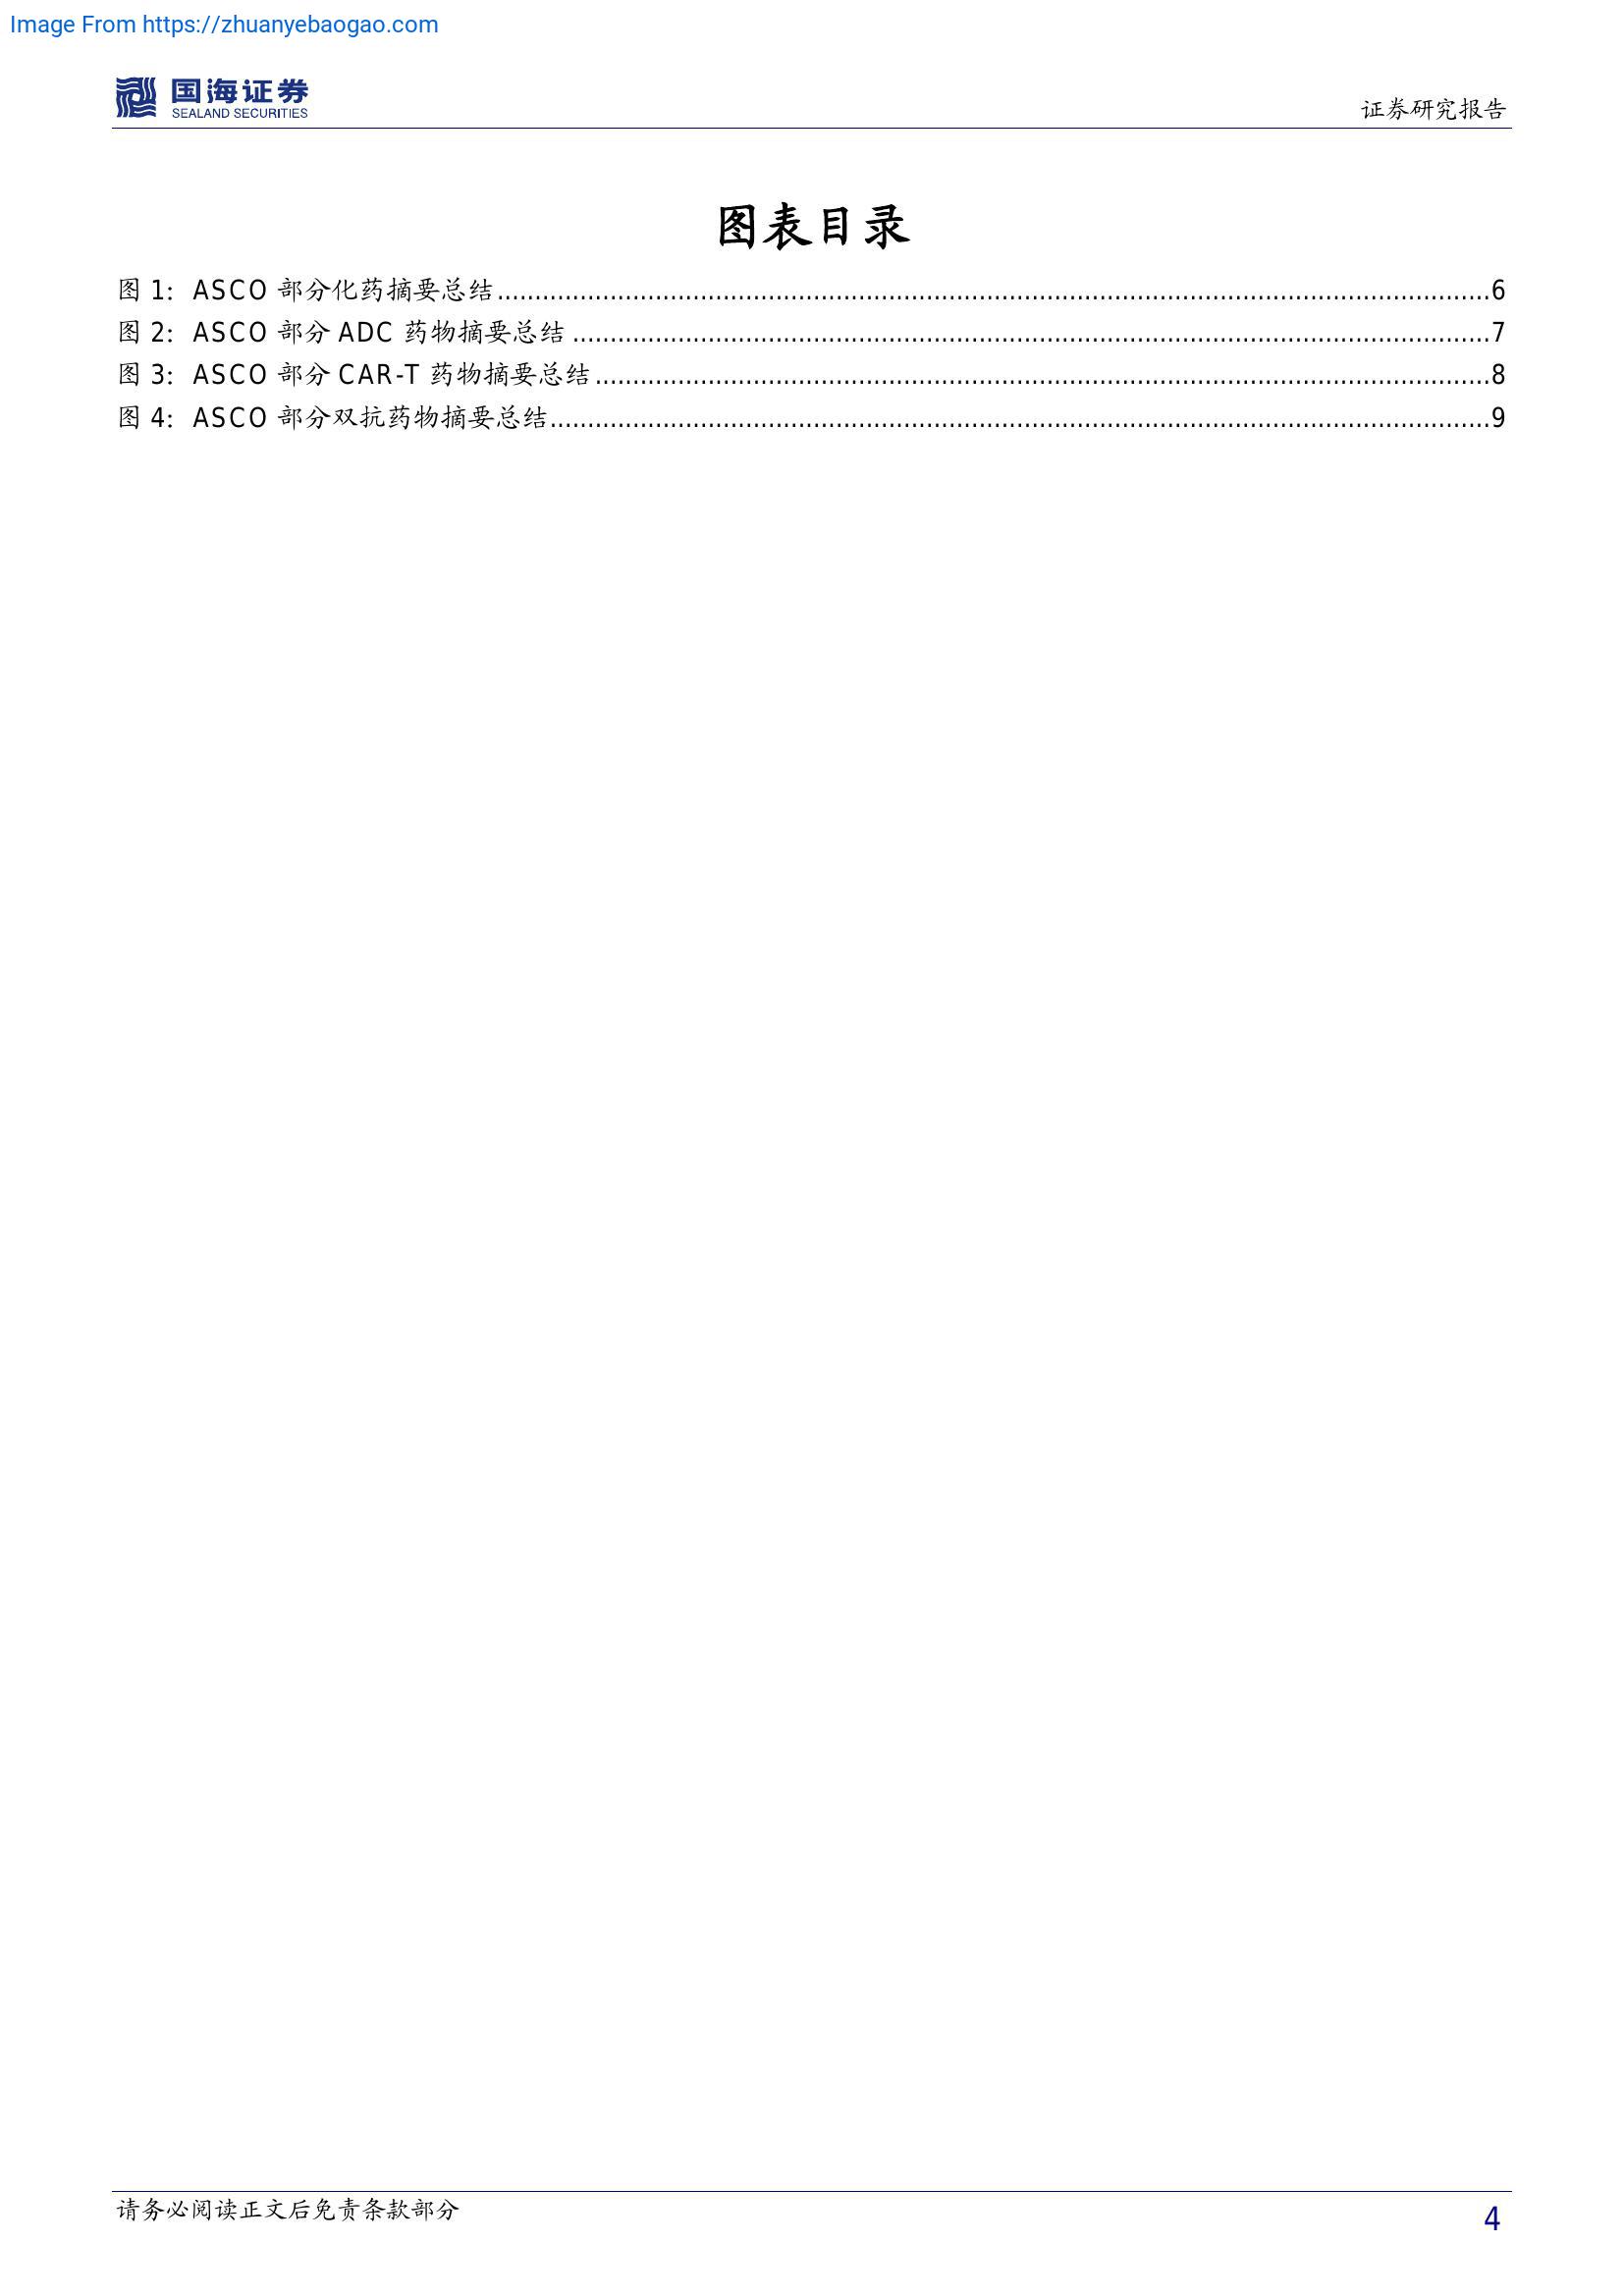 Image From https://zhuanyebaogao.com
国海证券
SEALAND SECURITIES
证券研究报告
图表目录
图 1: ASCO 部分化药摘要总结........................................................................................................................6
图 2: ASCO 部分 ADC 药物摘要总结 ...............................................................................................................7
图 3: ASCO 部分 CAR-T 药物摘要总结............................................................................................................8
图 4: ASCO 部分双抗药物摘要总结..................................................................................................................9
请务必阅读正文后免责条款部分
4